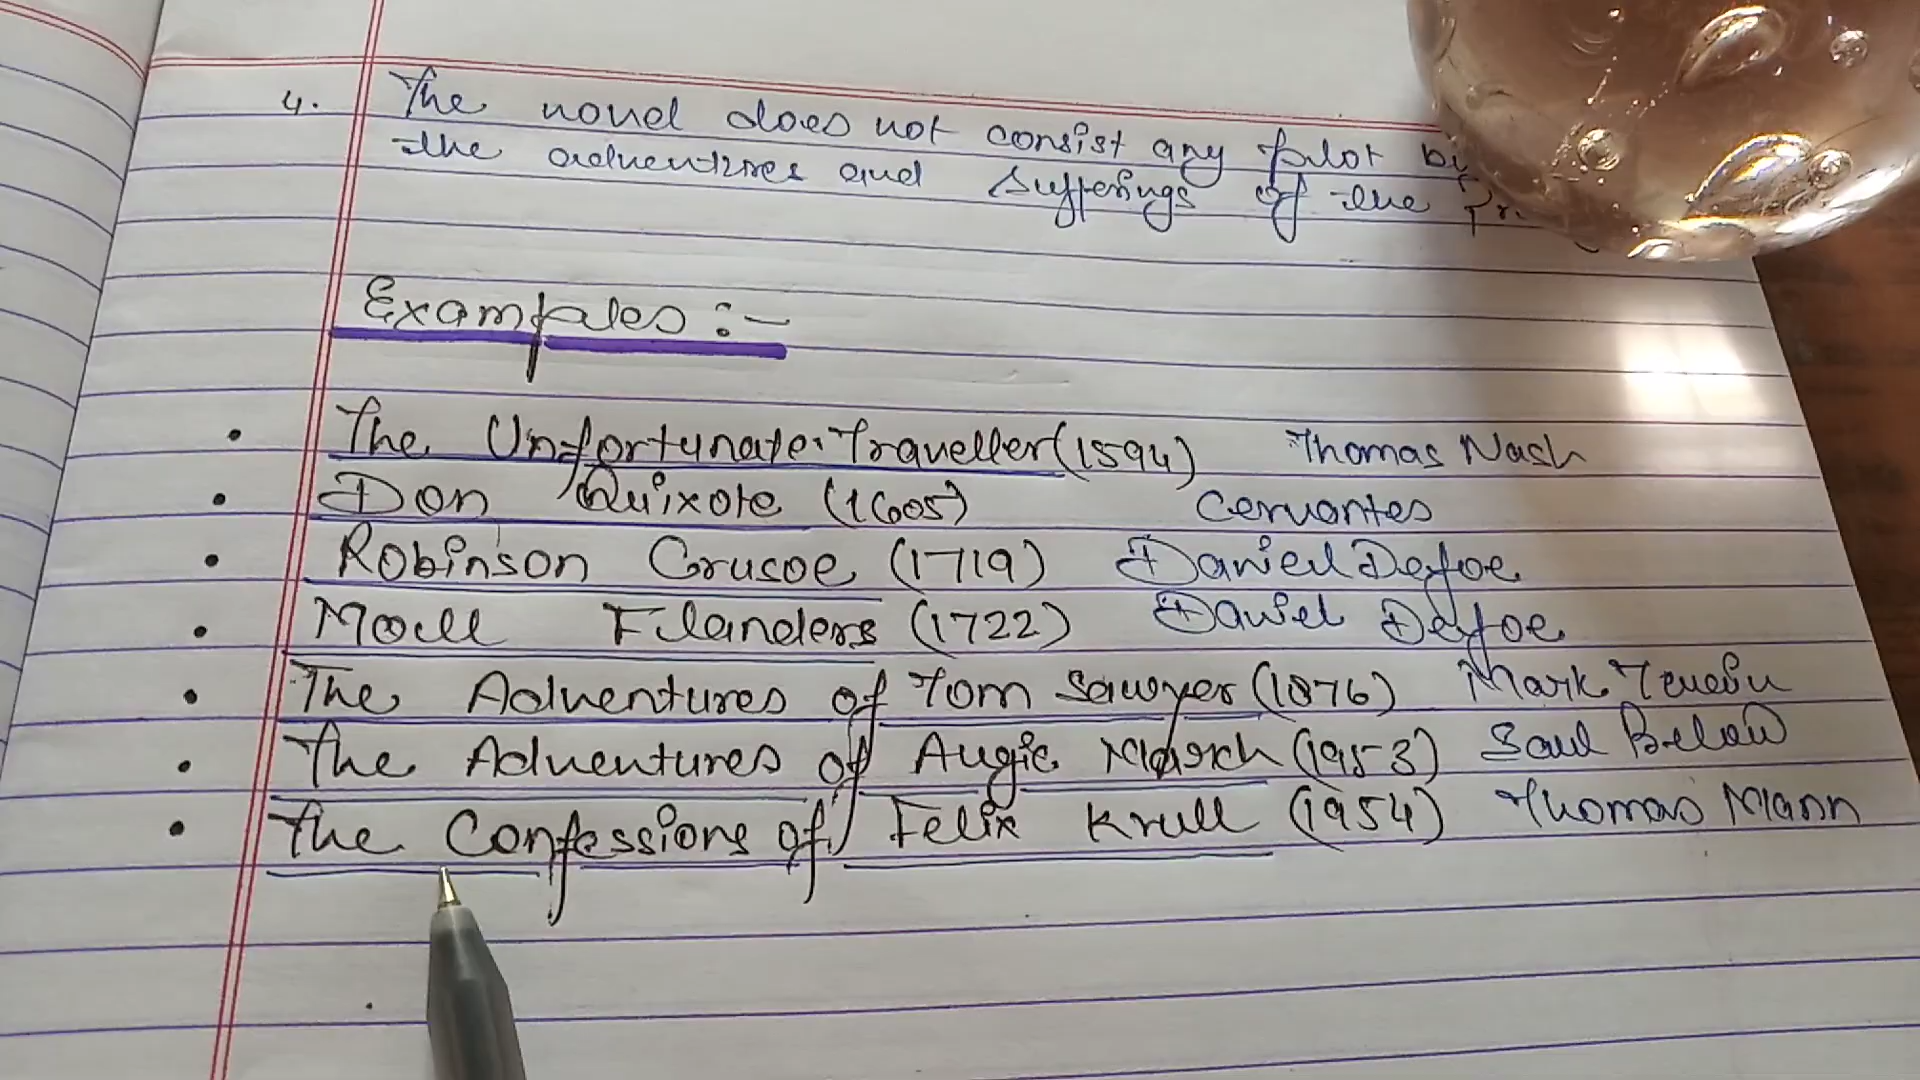 4. The novel does not consist any plot
the adventures and sufferings of the
Examples :-
• The Unfortunate Traveller (1594) Thomas Nash
• Don Quixote (1605) Cervantes
• Robinson Crusoe (1719) Daniel Defoe
• Moll Flanders (1722) Daniel Defoe
• The Adventures of Tom Sawyer (1876) Mark Twain
• The Adventures of Augie March (1953) Saul Below
• The Confessions of Felix Krull (1954) Thomas Mann